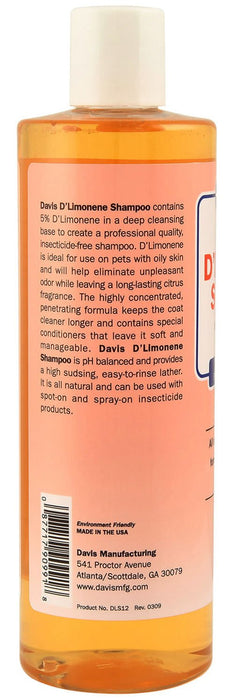 Davis D'Limonene Shampoo contains
5% D'Limonene in a deep cleansing
base to create a professional quality,
insecticide-free shampoo. D'Limonene
is ideal for use on pets with oily skin
and will help eliminate unpleasant
odor while leaving a long-lasting citrus
fragrance. The highly concentrated,
penetrating formula keeps the coat
cleaner longer and contains special
conditioners that leave it soft and
manageable. Davis D'Limonene
Shampoo is pH balanced and provides
a high sudsing, easy-to-rinse lather.
It is all natural and can be used with
spot-on and spray-on insecticide
products.
Environment Friendly
MADE IN THE USA
Davis Manufacturing
541 Proctor Avenue
Atlanta/Scottdale, GA 30079
www.davismfg.com
Product No. DLS12 Rev. 0309